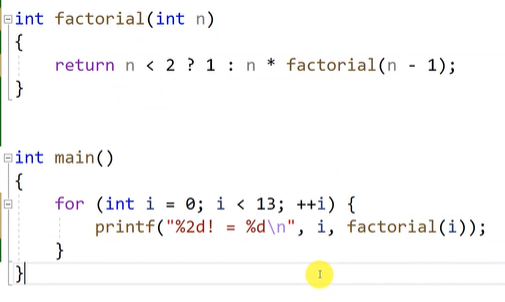 int factorial(int n)
{
    return n < 2 ? 1 : n * factorial(n - 1);
}
int main()
{
    for (int i = 0; i < 13; ++i) {
        printf("%2d! = %d\n", i, factorial(i));
    }
}